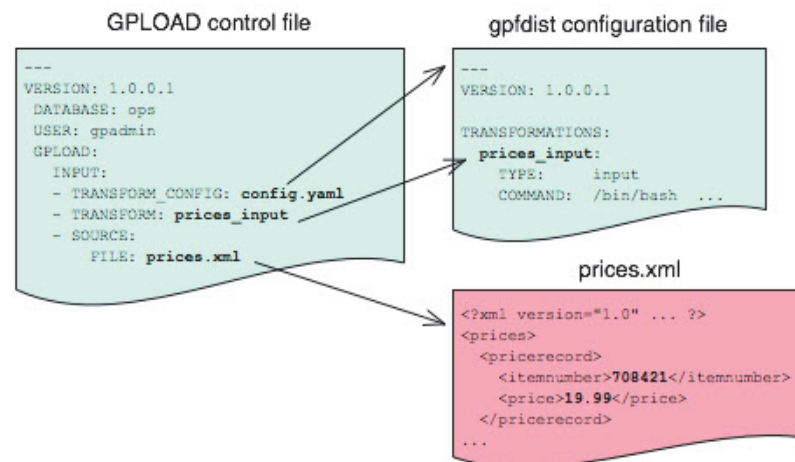 GPLOAD control file
---
VERSION: 1.0.0.1
DATABASE: ops
USER: gpadmin
GPLOAD:
INPUT:
- TRANSFORM_CONFIG: config.yaml
- TRANSFORM: prices_input
- SOURCE:
FILE: prices.xml
gpfdist configuration file
---
VERSION: 1.0.0.1
TRANSFORMATIONS:
prices_input:
TYPE: input
COMMAND: /bin/bash ...
prices.xml
<?xml version="1.0" ... ?>
<prices>
<pricerecord>
<itemnumber>708421</itemnumber>
<price>19.99</price>
</pricerecord>
...